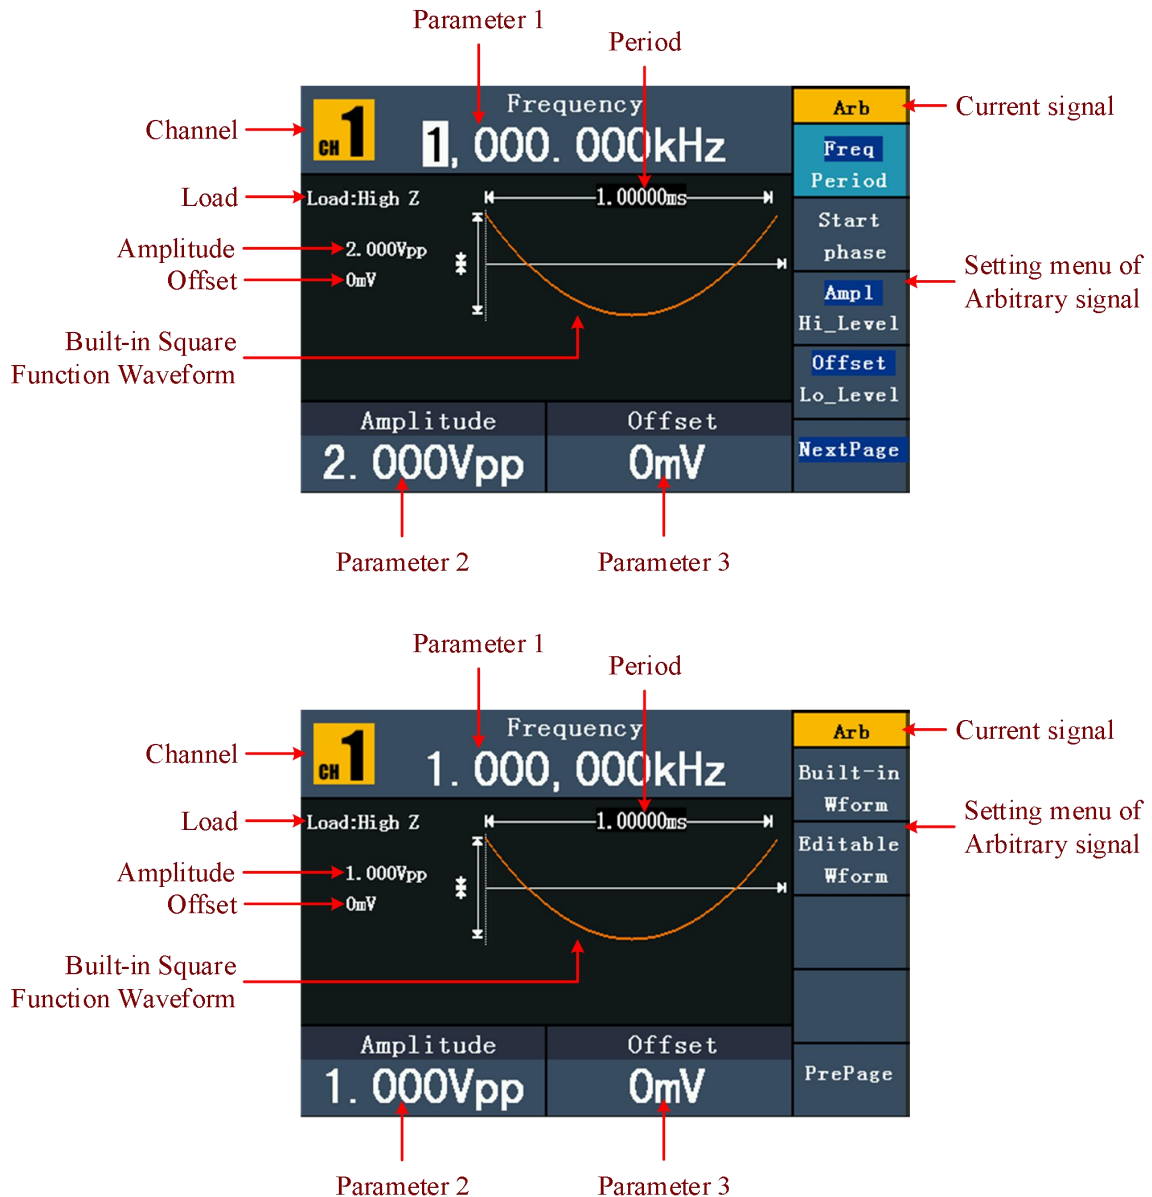 Parameter 1
Period
Frequency
Arb
Current signal
Channel
CH 1
1, 000. 000kHz
Freq
Period
Load
Load:High Z
1.00000ms
Start
phase
Amplitude
2.000Vpp
Offset
0mV
Setting menu of
Arbitrary signal
Ampl
Hi_Level
Built-in Square
Function Waveform
Offset
Lo_Level
Amplitude
Offset
2. 000Vpp
0mV
NextPage
Parameter 2
Parameter 3
Parameter 1
Period
Frequency
Arb
Current signal
Channel
CH 1
1. 000, 000kHz
Built-in
Wform
Load
Load:High Z
1.00000ms
Setting menu of
Arbitrary signal
Editable
Wform
Amplitude
1.000Vpp
Offset
0mV
Built-in Square
Function Waveform
Amplitude
Offset
1. 000Vpp
0mV
PrePage
Parameter 2
Parameter 3